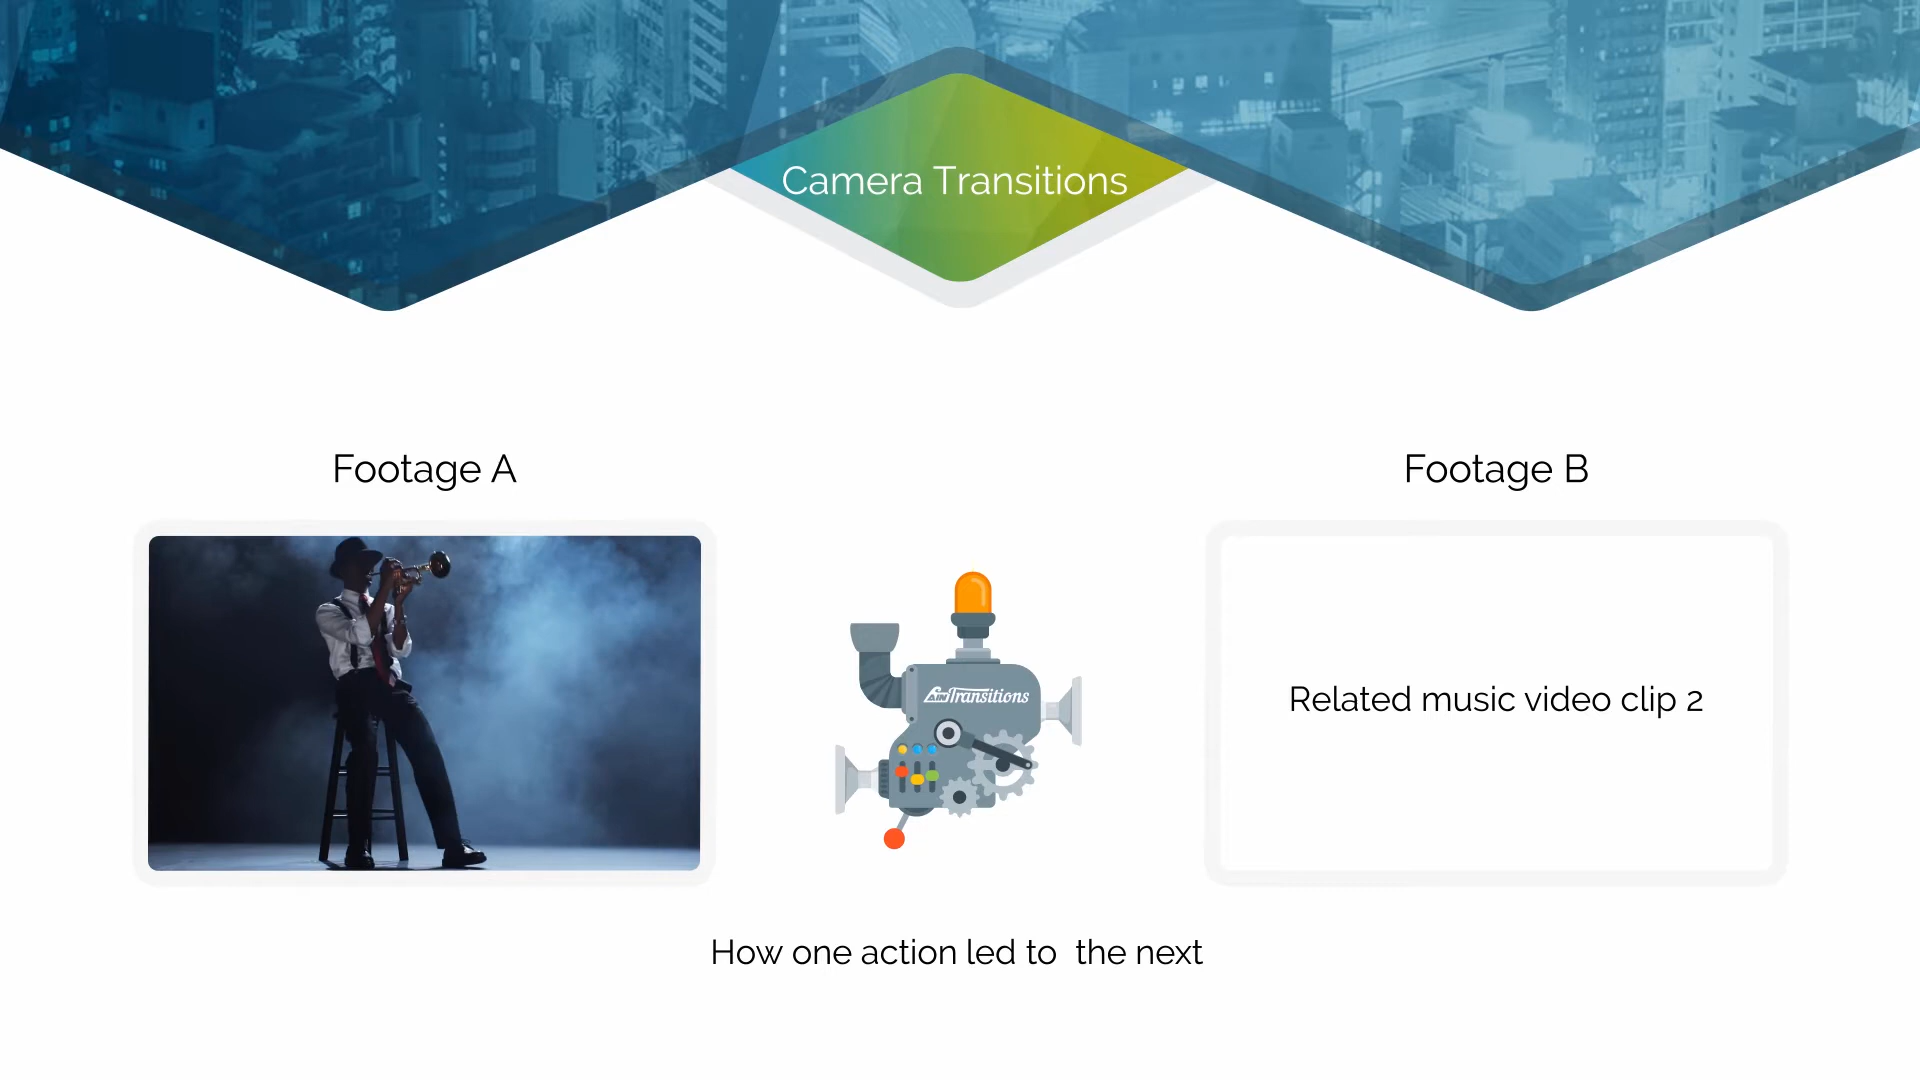 Camera Transitions
Footage A
Footage B
Transitions
Related music video clip 2
How one action led to the next